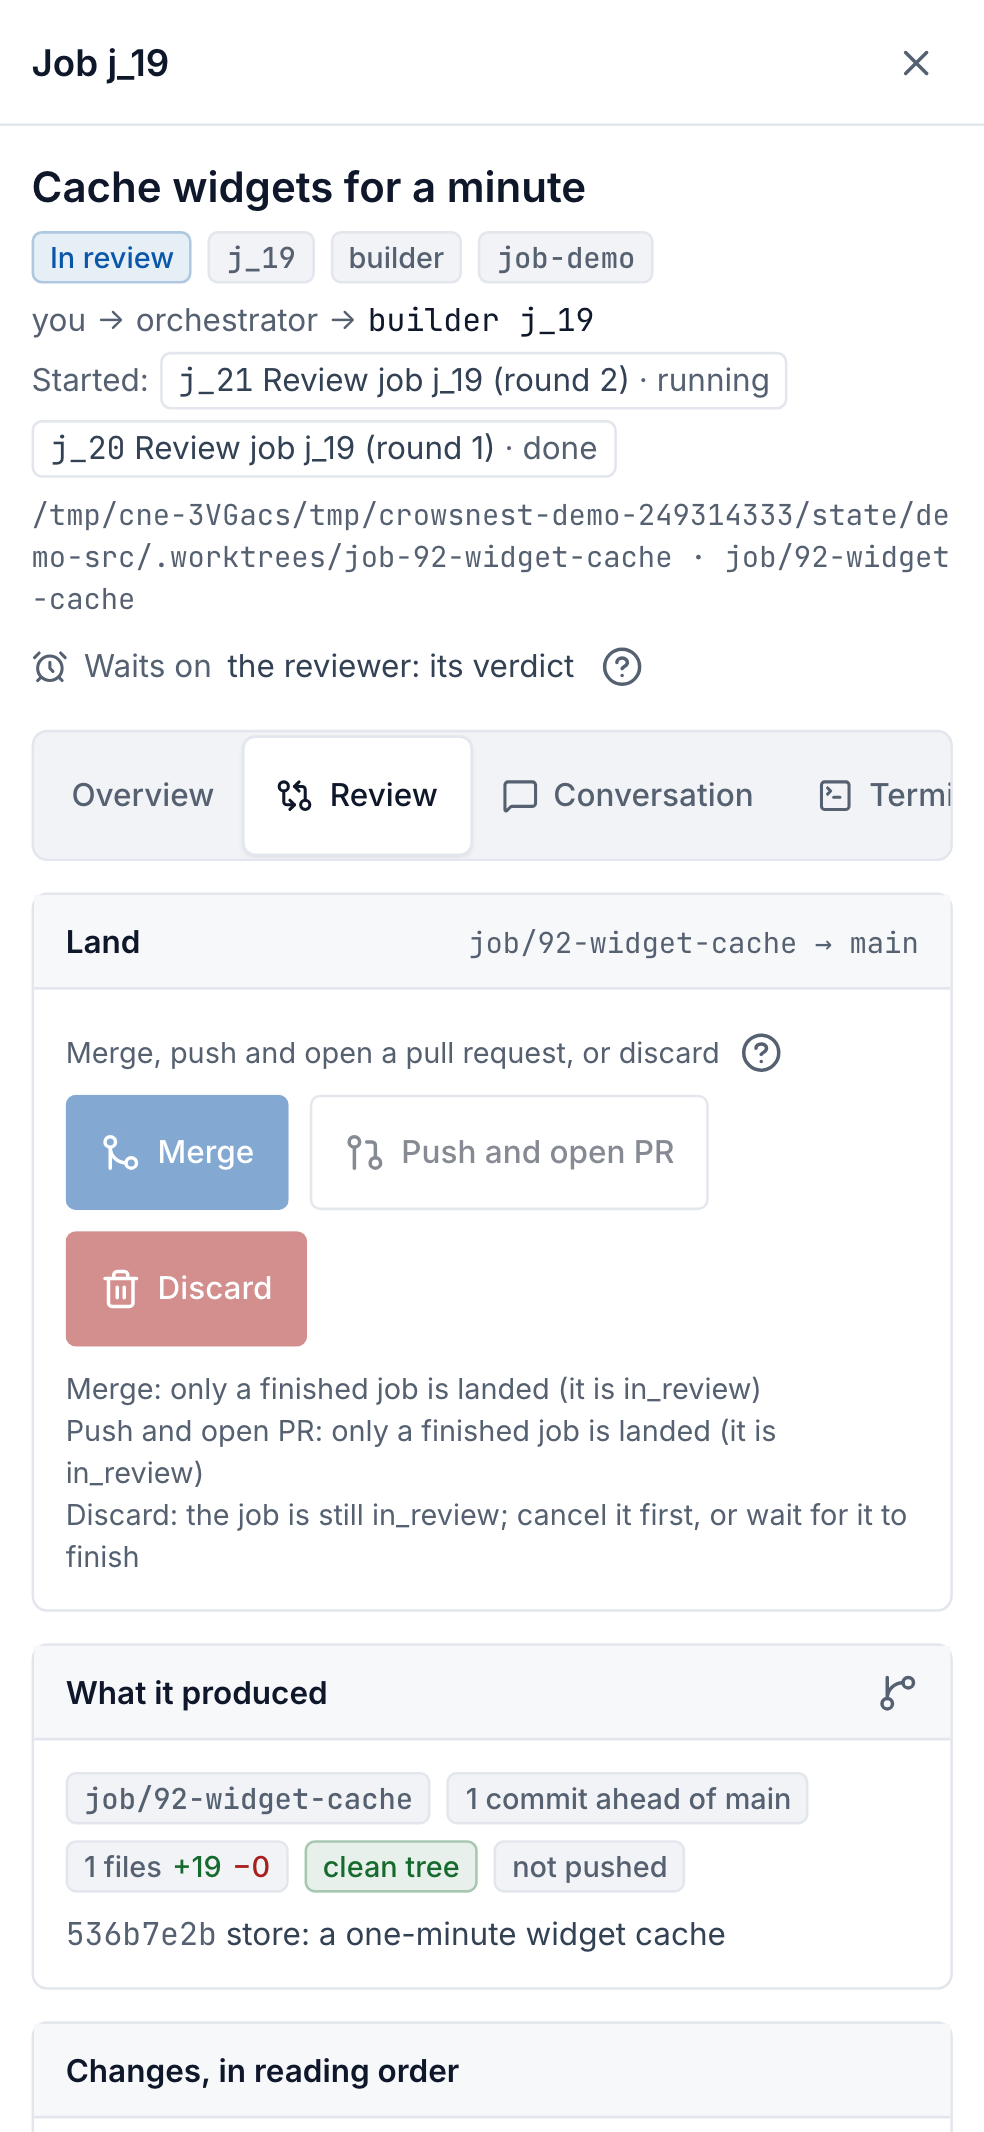 Job j_19
Cache widgets for a minute
In review j_19 builder job-demo
you → orchestrator → builder j_19
Started: j_21 Review job j_19 (round 2) · running
j_20 Review job j_19 (round 1) · done
/tmp/cne-3VGacs/tmp/crowsnest-demo-249314333/state/de
mo-src/.worktrees/job-92-widget-cache · job/92-widget
-cache
Waits on the reviewer: its verdict
Overview Review Conversation Termi
Land job/92-widget-cache → main
Merge, push and open a pull request, or discard
Merge Push and open PR
Discard
Merge: only a finished job is landed (it is in_review)
Push and open PR: only a finished job is landed (it is
in_review)
Discard: the job is still in_review; cancel it first, or wait for it to
finish
What it produced
job/92-widget-cache 1 commit ahead of main
1 files +19 −0 clean tree not pushed
536b7e2b store: a one-minute widget cache
Changes, in reading order